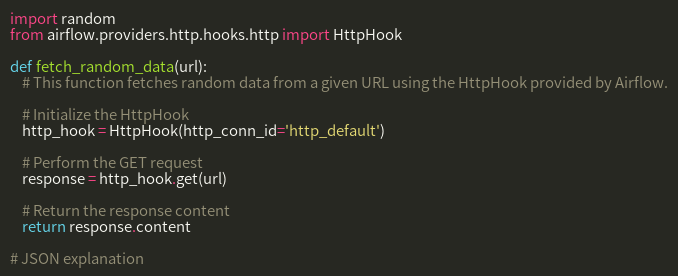 import random
from airflow.providers.http.hooks.http import HttpHook
def fetch_random_data(url):
# This function fetches random data from a given URL using the HttpHook provided by Airflow.
# Initialize the HttpHook
http_hook = HttpHook(http_conn_id='http_default')
# Perform the GET request
response = http_hook.get(url)
# Return the response content
return response.content
# JSON explanation